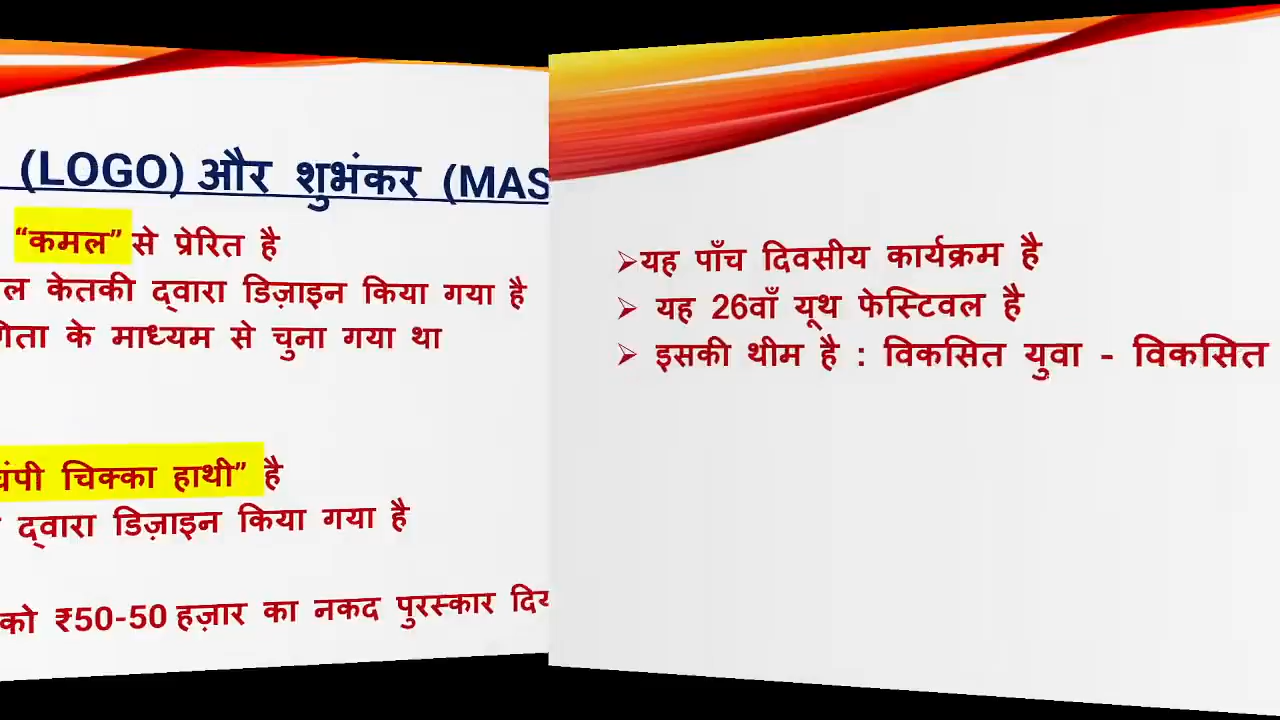 (LOGO) और शुभंकर (MAS
“कमल” से प्रेरित है
केतकी द्वारा डिज़ाइन किया गया है
के माध्यम से चुना गया था
चिक्का हाथी” है
द्वारा डिज़ाइन किया गया है
को ₹50-50 हज़ार का नकद पुरस्कार
➢यह पाँच दिवसीय कार्यक्रम है
➢ यह 26वाँ यूथ फेस्टिवल है
➢ इसकी थीम है : विकसित युवा - विकसित